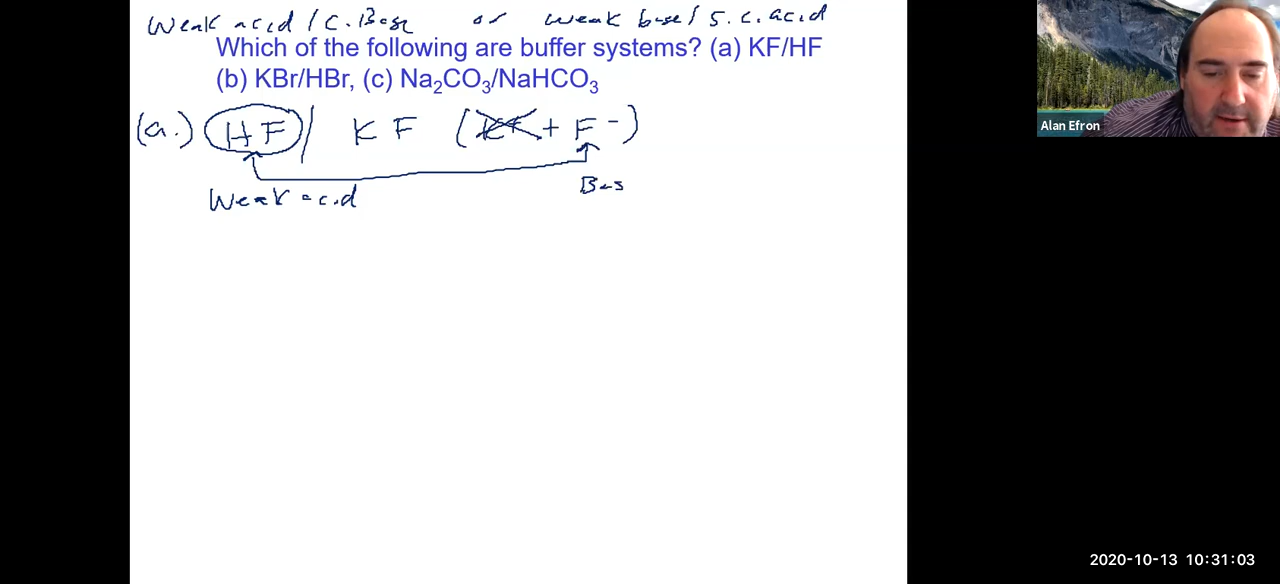 Weak acid / C. Base or weak base / S. C. acid
Which of the following are buffer systems? (a) KF/HF
(b) KBr/HBr, (c) Na₂CO₃/NaHCO₃
(a.) HF / KF ( + F⁻)
Weak acid
Bas
Alan Efron
2020-10-13 10:31:03